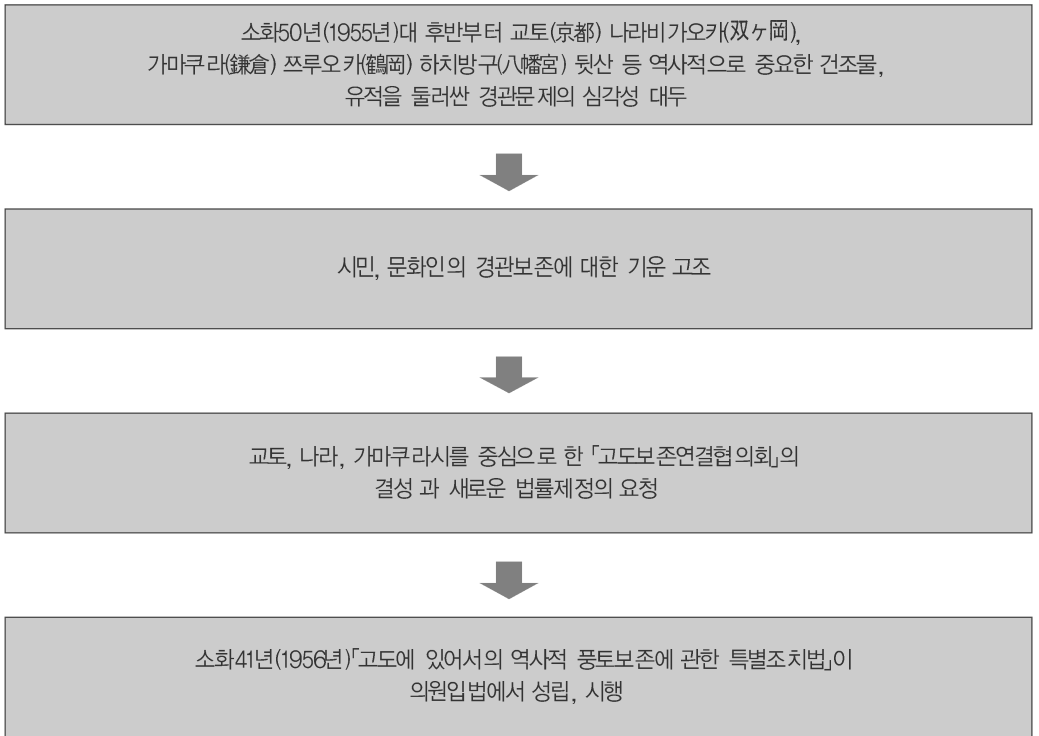 소화50년(1955년)대 후반부터 교토(京都) 나라비가오카(双ヶ岡),
가마쿠라(鎌倉) 쯔루오카(鶴岡) 하치방구(八幡宮) 뒷산 등 역사적으로 중요한 건조물,
유적을 둘러싼 경관문제의 심각성 대두
시민, 문화인의 경관보존에 대한 기운 고조
교토, 나라, 가마쿠라시를 중심으로 한 「고도보존연결협의회」의
결성 과 새로운 법률제정의 요청
소화41년(1956년)「고도에 있어서의 역사적 풍토보존에 관한 특별조치법」이
의원입법에서 성립, 시행